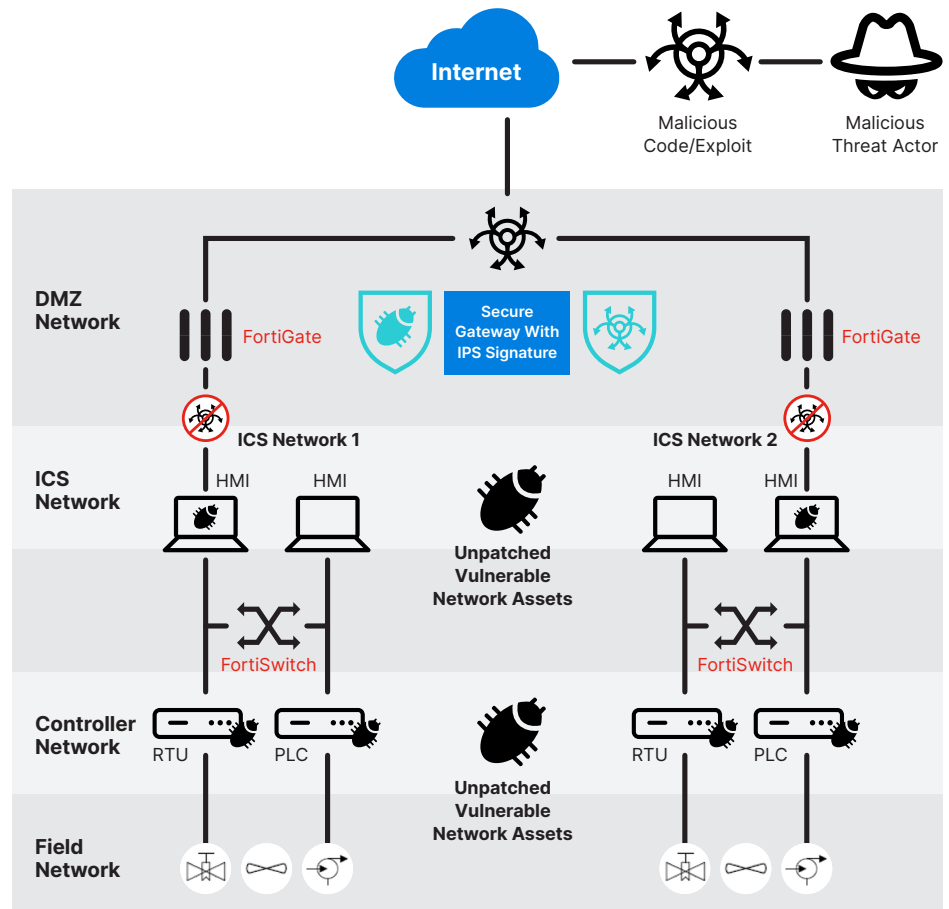 Internet
Malicious
Code/Exploit
Malicious
Threat Actor
DMZ
Network
FortiGate
Secure
Gateway With
IPS Signature
FortiGate
ICS Network 1
ICS Network 2
ICS
Network
HMI
HMI
HMI
HMI
Unpatched
Vulnerable
Network Assets
FortiSwitch
FortiSwitch
Controller
Network
RTU
PLC
RTU
PLC
Unpatched
Vulnerable
Network Assets
Field
Network